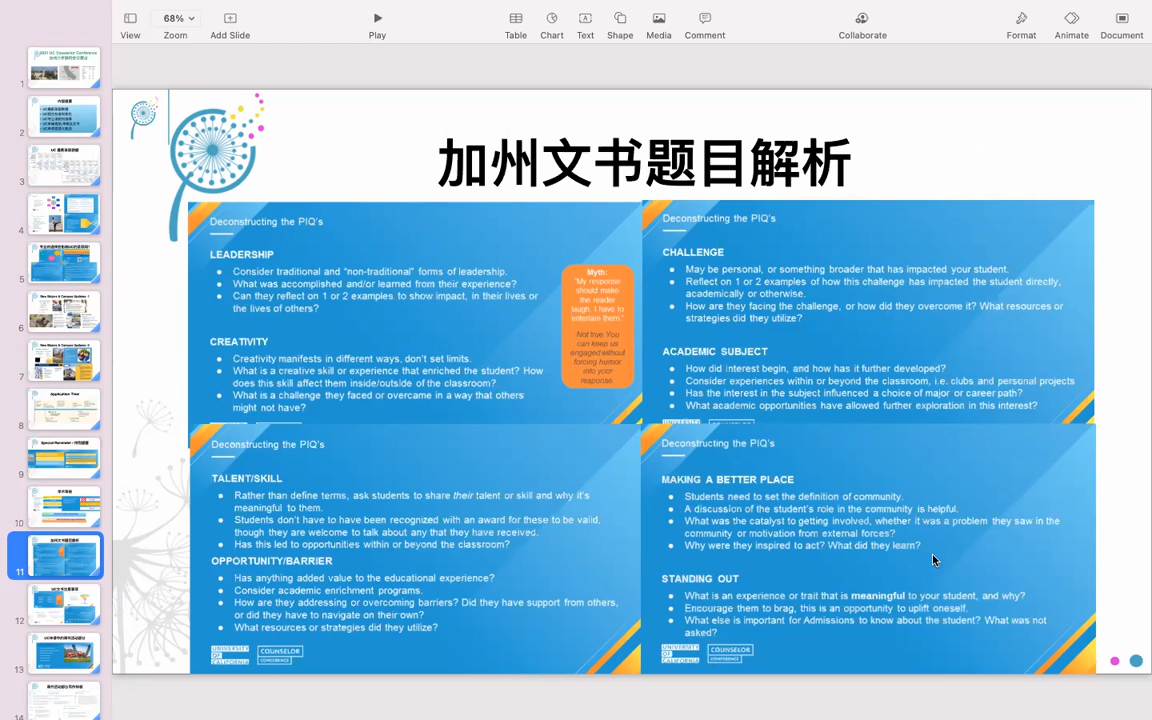 68%
View
Zoom
Add Slide
Play
Table
Chart
Text
Shape
Media
Comment
Collaborate
Format
Animate
Document
1
2
3
4
5
6
7
8
9
10
11
12
13
14
加州文书题目解析
Deconstructing the PIQ's
LEADERSHIP
● Consider traditional and “non-traditional” forms of leadership.
● What was accomplished and/or learned from their experience?
● Can they reflect on 1 or 2 examples to show impact, in their lives or
the lives of others?
CREATIVITY
● Creativity manifests in different ways, don't set limits.
● What is a creative skill or experience that enriched the student? How
does this skill affect them inside/outside of the classroom?
● What is a challenge they faced or overcame in a way that others
might not have?
Myth:
“My response
should make
the reader
laugh, I have to
entertain them.”
Not true. You
can keep us
engaged without
forcing humor
into your
response
Deconstructing the PIQ's
CHALLENGE
● May be personal, or something broader that has impacted your student.
● Reflect on 1 or 2 examples of how this challenge has impacted the student directly,
academically or otherwise.
● How are they facing the challenge, or how did they overcome it? What resources or
strategies did they utilize?
ACADEMIC SUBJECT
● How did interest begin, and how has it further developed?
● Consider experiences within or beyond the classroom, i.e. clubs and personal projects
● Has the interest in the subject influenced a choice of major or career path?
● What academic opportunities have allowed further exploration in this interest?
Deconstructing the PIQ's
TALENT/SKILL
● Rather than define terms, ask students to share their talent or skill and why it's
meaningful to them.
● Students don't have to have been recognized with an award for these to be valid,
though they are welcome to talk about any that they have received.
● Has this led to opportunities within or beyond the classroom?
OPPORTUNITY/BARRIER
● Has anything added value to the educational experience?
● Consider academic enrichment programs.
● How are they addressing or overcoming barriers? Did they have support from others,
or did they have to navigate on their own?
● What resources or strategies did they utilize?
UNIVERSITY
OF
CALIFORNIA
COUNSELOR
CONFERENCE
Deconstructing the PIQ's
MAKING A BETTER PLACE
● Students need to set the definition of community.
● A discussion of the student's role in the community is helpful.
● What was the catalyst to getting involved, whether it was a problem they saw in the
community or motivation from external forces?
● Why were they inspired to act? What did they learn?
STANDING OUT
● What is an experience or trait that is meaningful to your student, and why?
● Encourage them to brag, this is an opportunity to uplift oneself.
● What else is important for Admissions to know about the student? What was not
asked?
UNIVERSITY
OF
CALIFORNIA
COUNSELOR
CONFERENCE